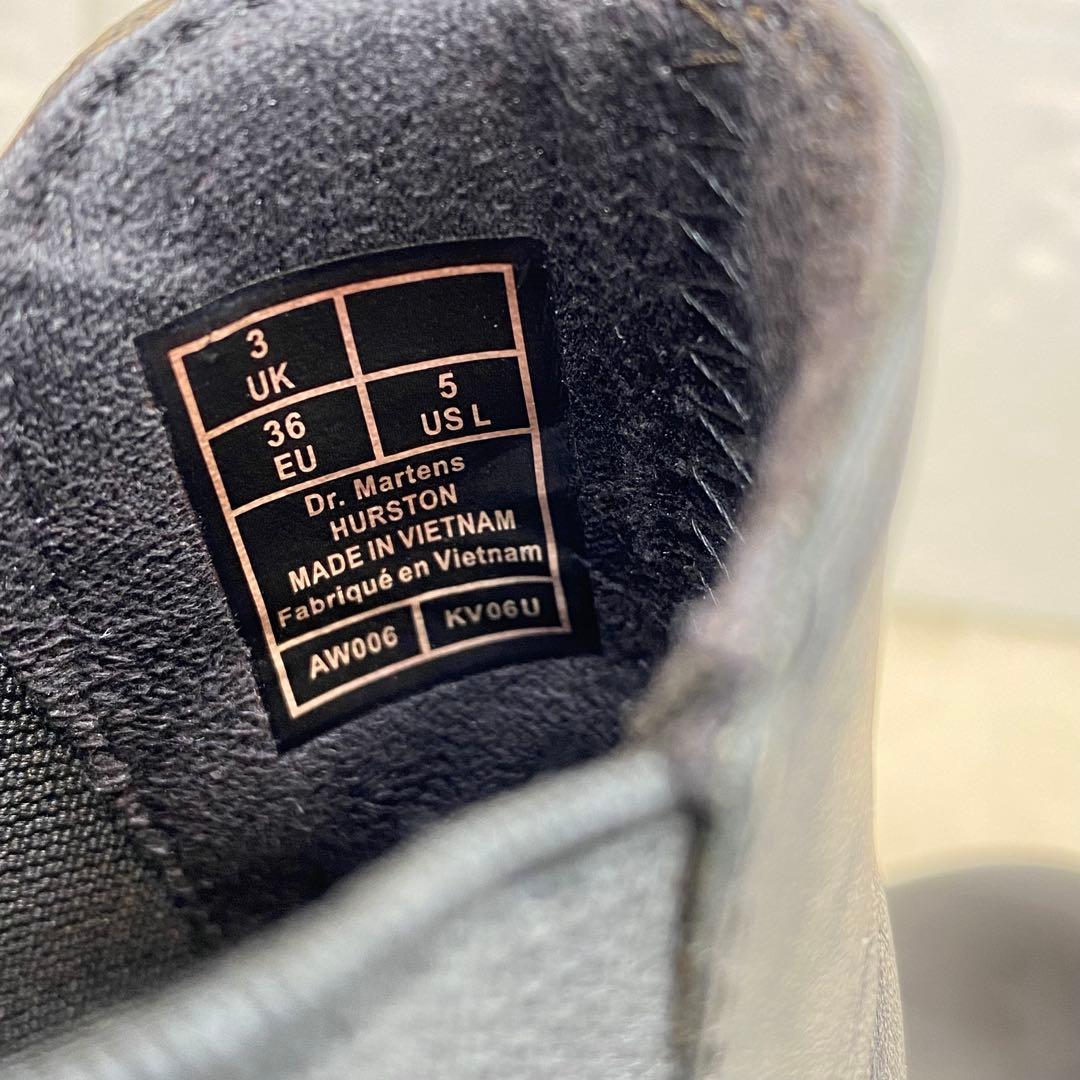 3
UK
36
EU
5
US L
Dr. Martens
HURSTON
MADE IN VIETNAM
Fabriqué en Vietnam
AW006
KV06U